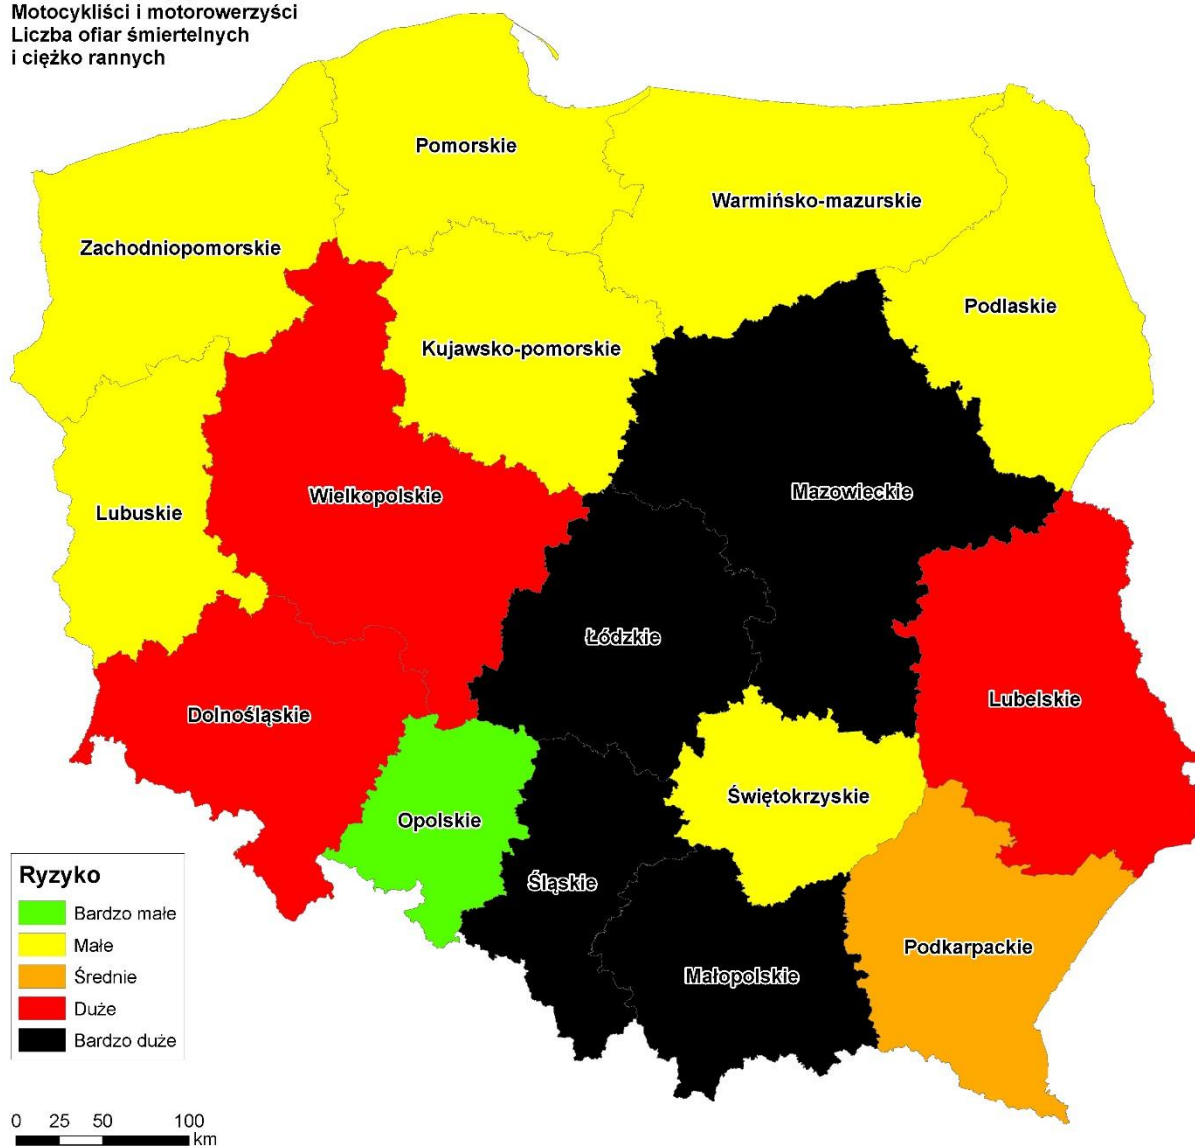 Motocykliści i motorowerzyści
Liczba ofiar śmiertelnych
i ciężko rannych
Pomorskie
Warmińsko-mazurskie
Zachodniopomorskie
Podlaskie
Kujawsko-pomorskie
Mazowieckie
Wielkopolskie
Lubuskie
Łódzkie
Lubelskie
Dolnośląskie
Świętokrzyskie
Opolskie
Śląskie
Podkarpackie
Małopolskie
Ryzyko
Bardzo małe
Małe
Średnie
Duże
Bardzo duże
0 25 50 100
km